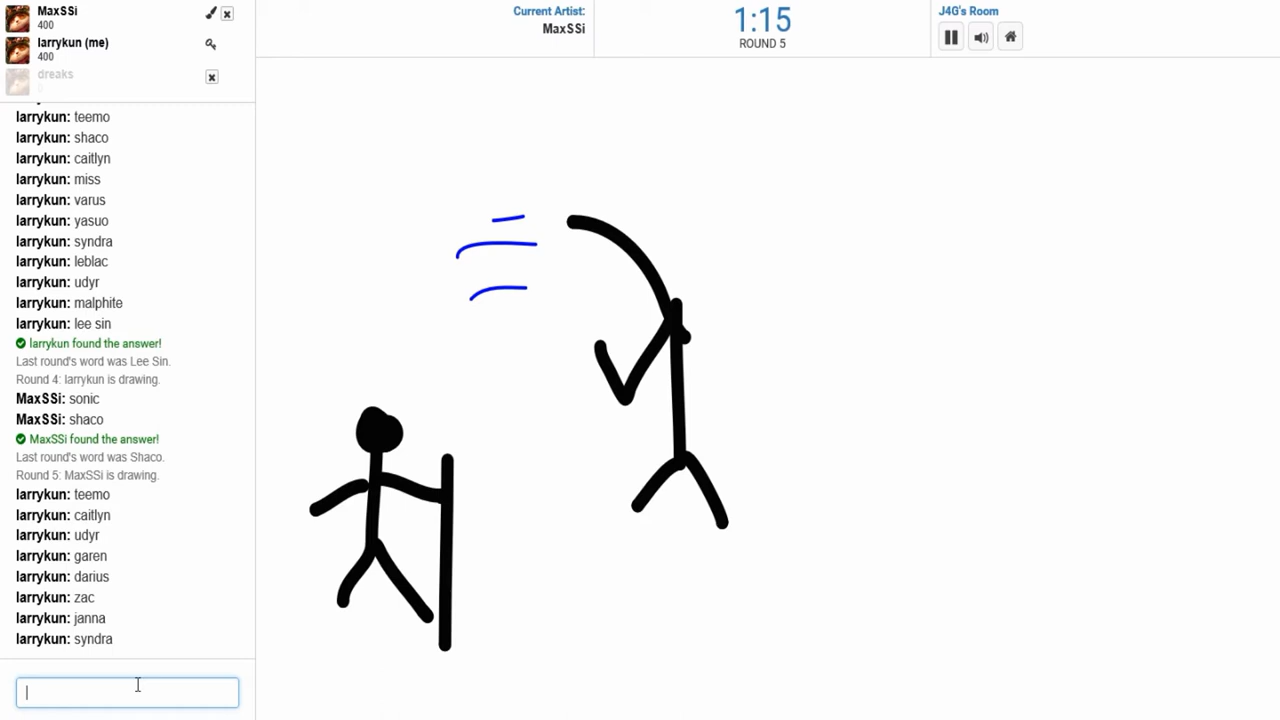 MaxSSi
400
larrykun (me)
400
dreaks
Current Artist:
MaxSSi
1:15
ROUND 5
J4G's Room
larrykun: teemo
larrykun: shaco
larrykun: caitlyn
larrykun: miss
larrykun: varus
larrykun: yasuo
larrykun: syndra
larrykun: leblac
larrykun: udyr
larrykun: malphite
larrykun: lee sin
larrykun found the answer!
Last round's word was Lee Sin.
Round 4: larrykun is drawing.
MaxSSi: sonic
MaxSSi: shaco
MaxSSi found the answer!
Last round's word was Shaco.
Round 5: MaxSSi is drawing.
larrykun: teemo
larrykun: caitlyn
larrykun: udyr
larrykun: garen
larrykun: darius
larrykun: zac
larrykun: janna
larrykun: syndra